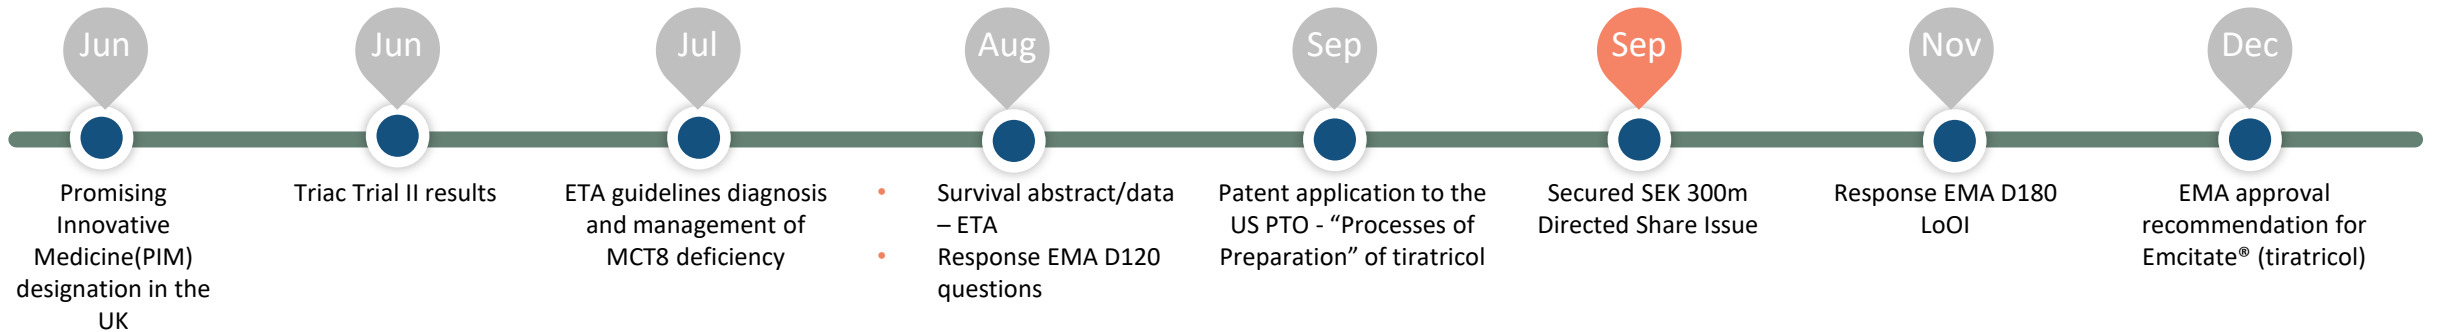 Jun
Promising
Innovative
Medicine(PIM)
designation in the
UK
Jun
Triac Trial II results
Jul
ETA guidelines diagnosis
and management of
MCT8 deficiency
Aug
• Survival abstract/data
– ETA
• Response EMA D120
questions
Sep
Patent application to the
US PTO - “Processes of
Preparation” of tiratricol
Sep
Secured SEK 300m
Directed Share Issue
Nov
Response EMA D180
LoOI
Dec
EMA approval
recommendation for
Emcitate® (tiratricol)